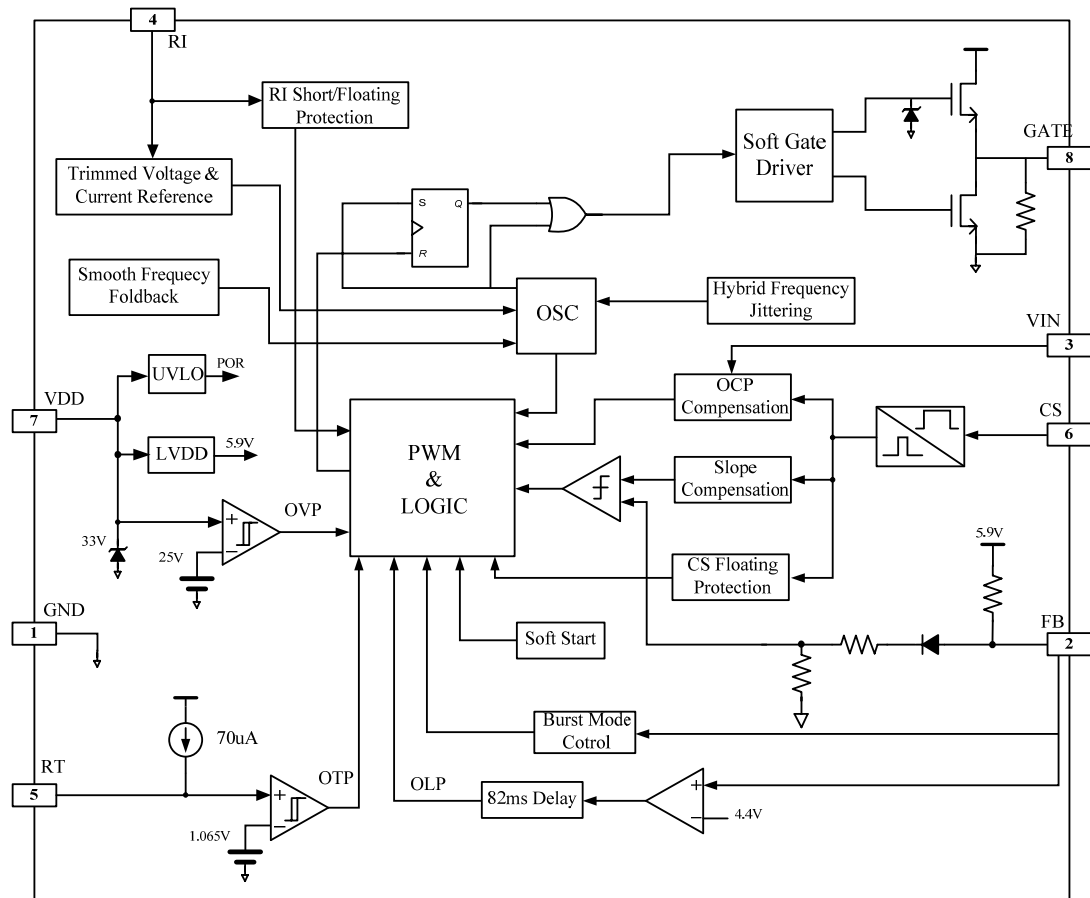 4
RI
RI Short/Floating
Protection
Trimmed Voltage &
Current Reference
Smooth Frequecy
Foldback
S
Q
R
Soft Gate
Driver
GATE
8
OSC
Hybrid Frequency
Jittering
VIN
3
VDD
7
UVLO
POR
LVDD
5.9V
OCP
Compensation
CS
6
PWM
&
LOGIC
Slope
Compensation
33V
25V
+
−
OVP
CS Floating
Protection
5.9V
GND
1
Soft Start
FB
2
70uA
Burst Mode
Cotrol
RT
5
+
−
1.065V
OTP
OLP
82ms Delay
+
−
4.4V